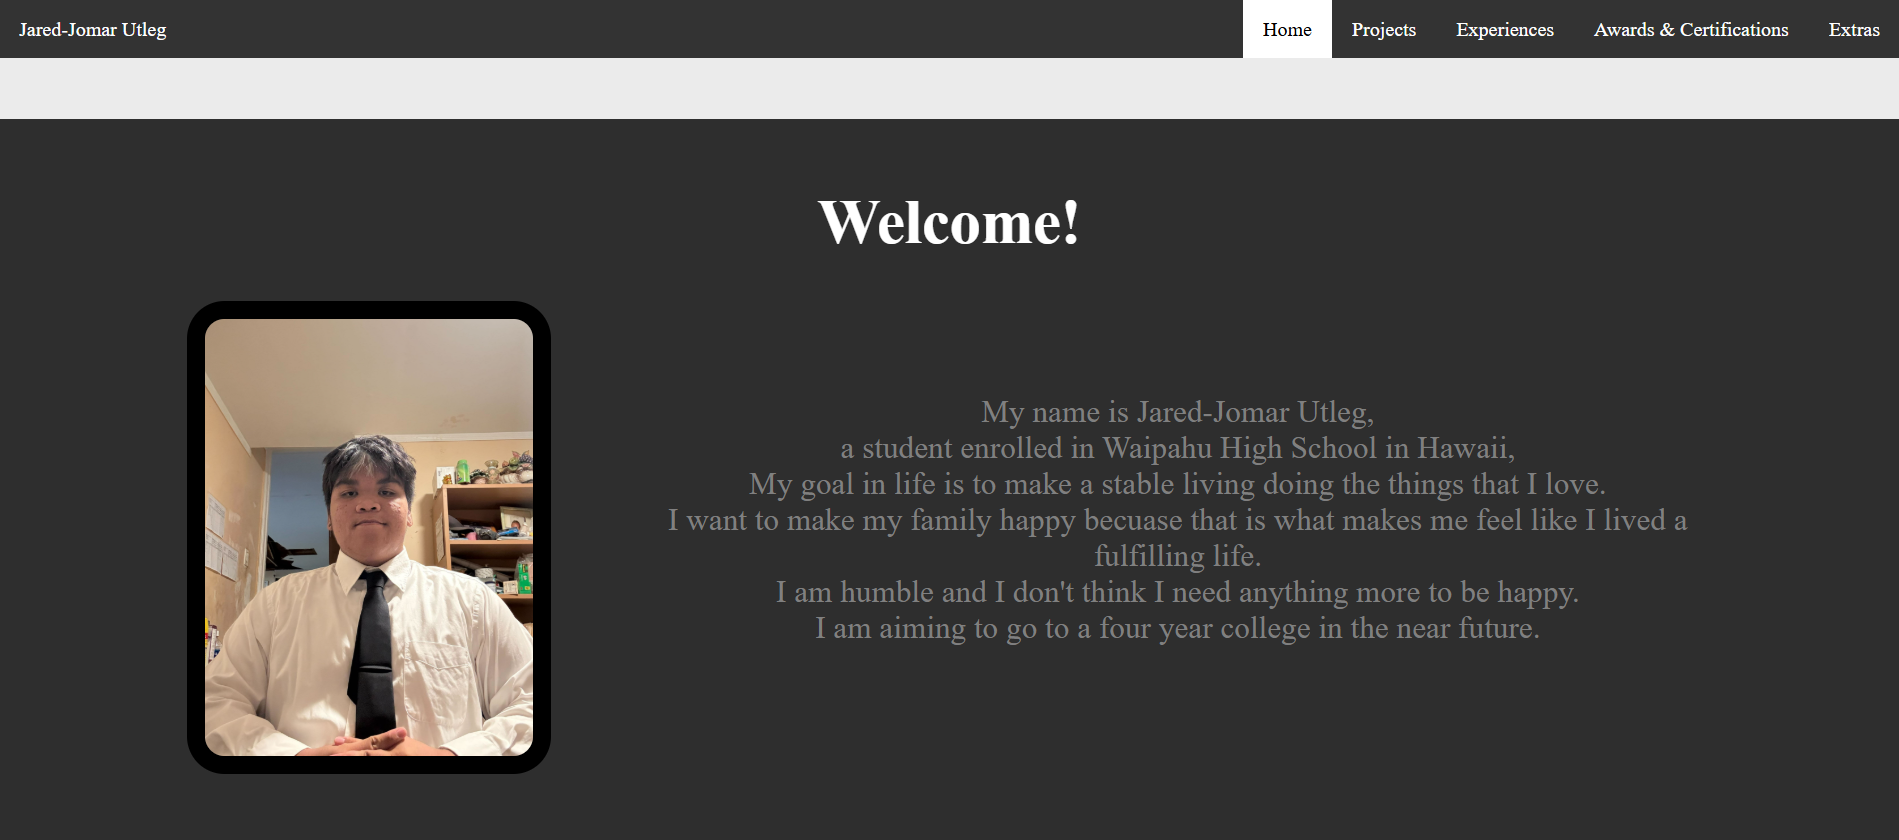 Jared-Jomar Utleg
Home Projects Experiences Awards & Certifications Extras
Welcome!
My name is Jared-Jomar Utleg,
a student enrolled in Waipahu High School in Hawaii,
My goal in life is to make a stable living doing the things that I love.
I want to make my family happy becuase that is what makes me feel like I lived a
fulfilling life.
I am humble and I don't think I need anything more to be happy.
I am aiming to go to a four year college in the near future.